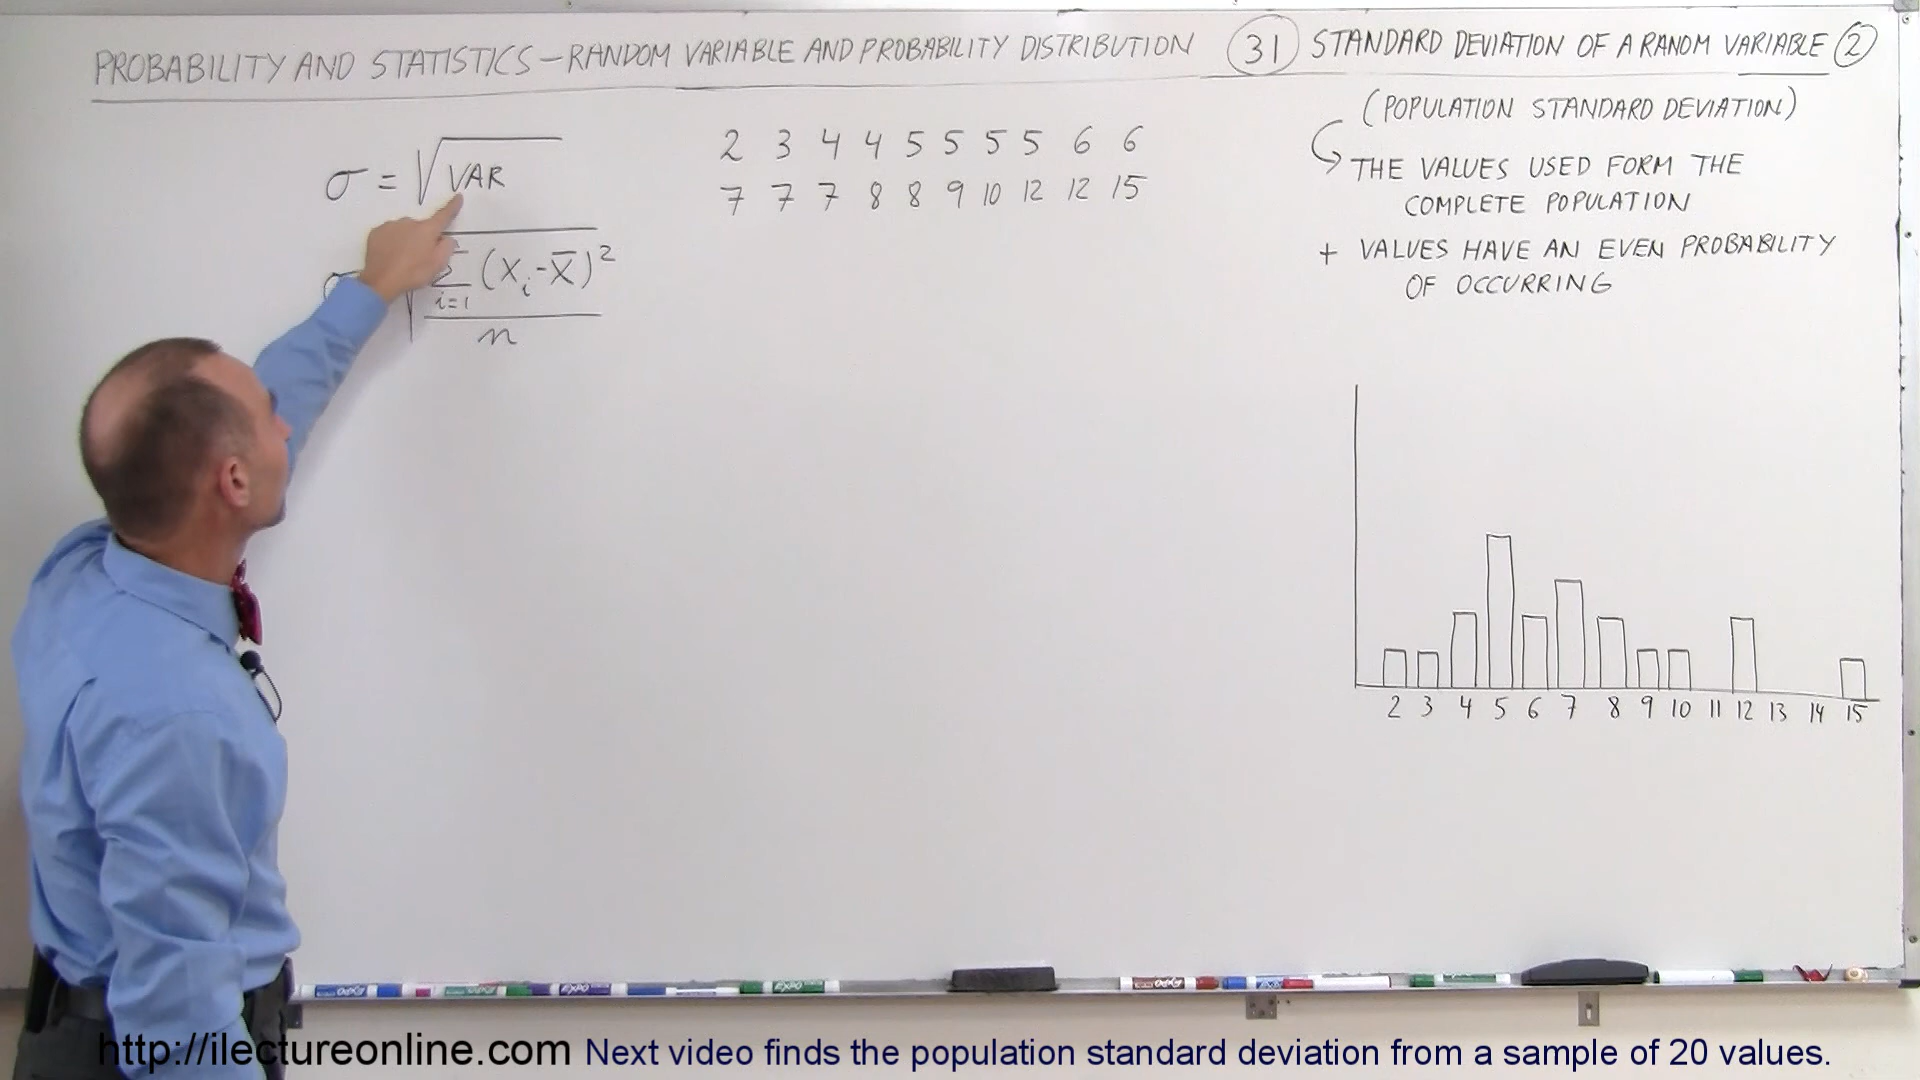 PROBABILITY AND STATISTICS – RANDOM VARIABLE AND PROBABILITY DISTRIBUTION 31 STANDARD DEVIATION OF A RANOM VARIABLE 2
σ = √VAR
Σ (Xi - X̄)²
i=1
n
2 3 4 4 5 5 5 5 6 6
7 7 7 8 8 9 10 12 12 15
(POPULATION STANDARD DEVIATION)
THE VALUES USED FORM THE
COMPLETE POPULATION
+ VALUES HAVE AN EVEN PROBABILITY
OF OCCURRING
2 3 4 5 6 7 8 9 10 11 12 13 14 15
EXPO
EXPO
http://ilectureonline.com Next video finds the population standard deviation from a sample of 20 values.